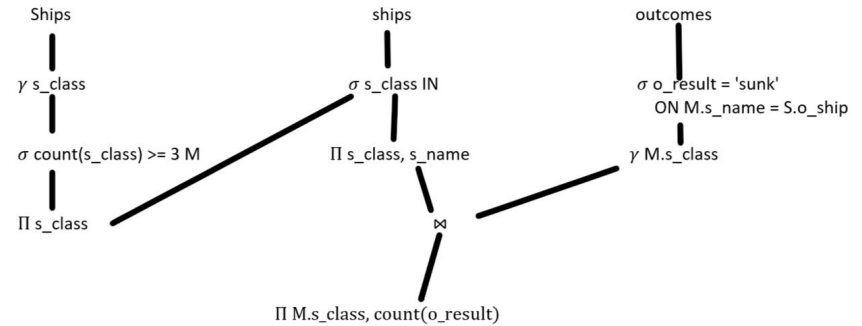 Ships ships outcomes
γ s_class σ s_class IN σ o_result = 'sunk'
ON M.s_name = S.o_ship
σ count(s_class) >= 3 M Π s_class, s_name γ M.s_class
Π s_class ⋈
Π M.s_class, count(o_result)